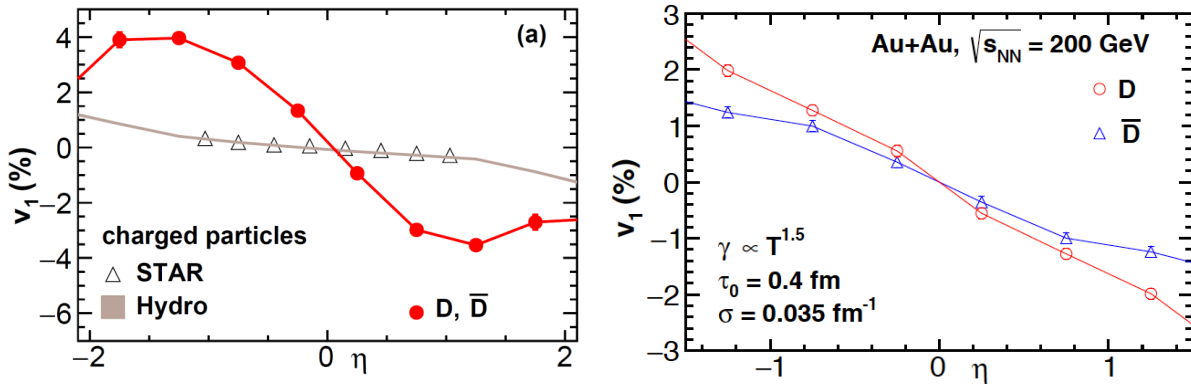 (a)
v₁ (%)
4
2
0
−2
−4
−6
charged particles
STAR
Hydro
D, D̅
−2
0
η
2
Au+Au, √s_NN = 200 GeV
D
D̅
v₁ (%)
3
2
1
0
−1
−2
−3
γ ∝ T^1.5
τ₀ = 0.4 fm
σ = 0.035 fm⁻¹
−1
0
η
1